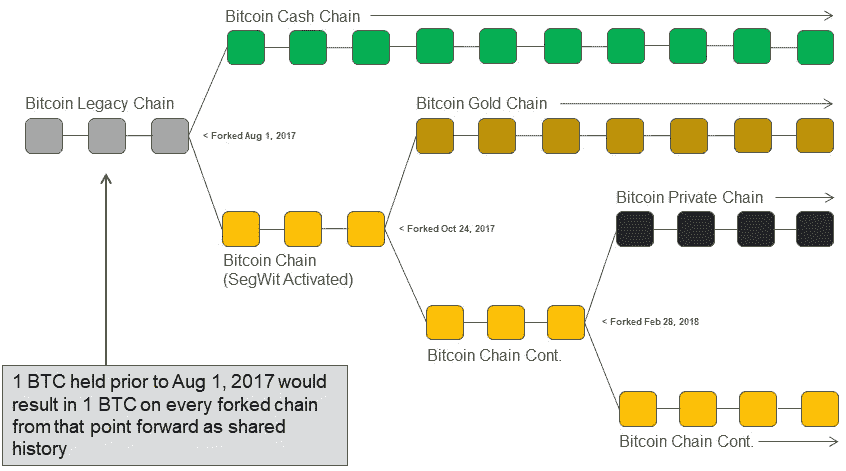 Bitcoin Cash Chain
Bitcoin Legacy Chain
Bitcoin Gold Chain
< Forked Aug 1, 2017
Bitcoin Private Chain
< Forked Oct 24, 2017
Bitcoin Chain
(SegWit Activated)
< Forked Feb 28, 2018
Bitcoin Chain Cont.
1 BTC held prior to Aug 1, 2017 would
result in 1 BTC on every forked chain
from that point forward as shared
history
Bitcoin Chain Cont.